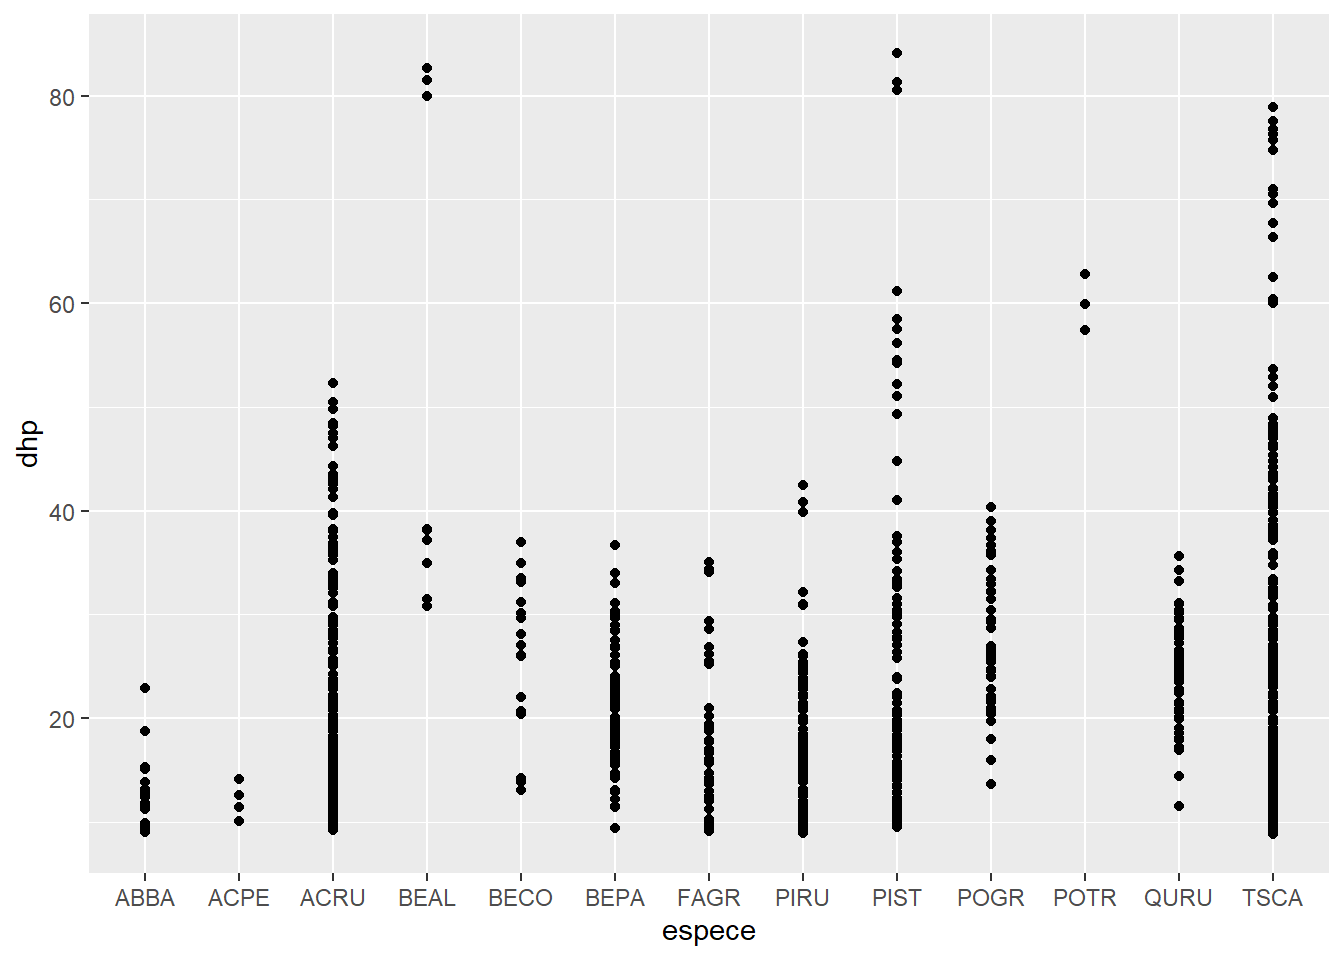 80
60
40
20
dhp
ABBA ACPE ACRU BEAL BECO BEPA FAGR PIRU PIST POGR POTR QURU TSCA
espece